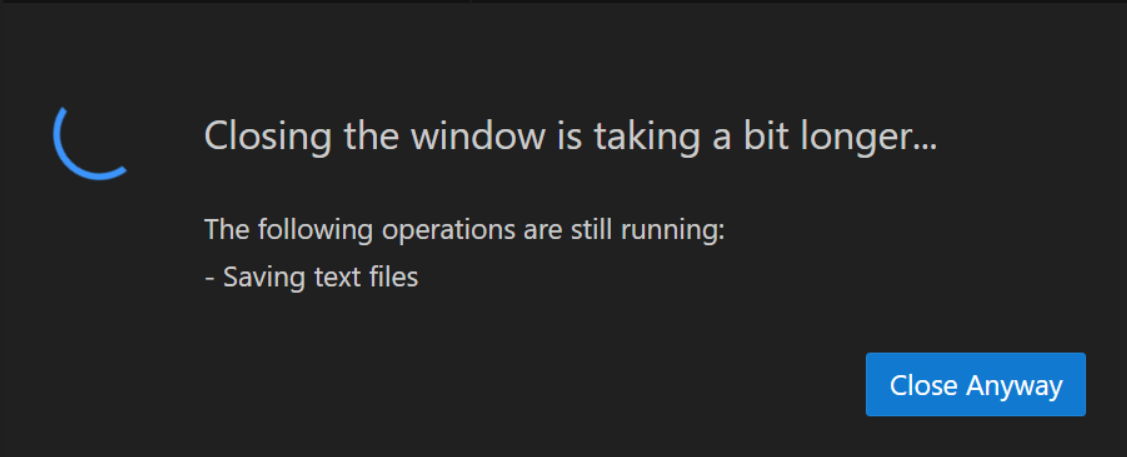 Closing the window is taking a bit longer...
The following operations are still running:
- Saving text files
Close Anyway